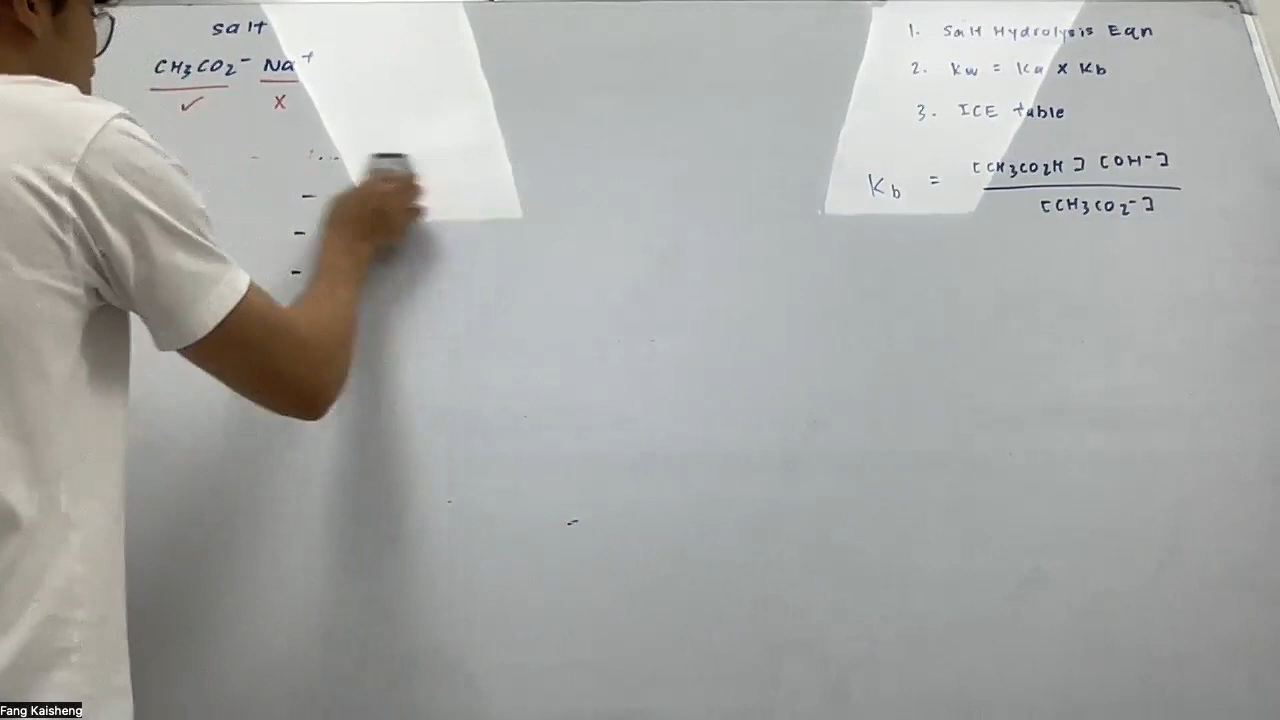 salt
CH3CO2⁻ Na⁺
✓ X
1. Salt Hydrolysis Eqn
2. Kw = Ka x Kb
3. ICE table
Kb = [CH3CO2H] [OH⁻]
[CH3CO2⁻]
Fang Kaisheng